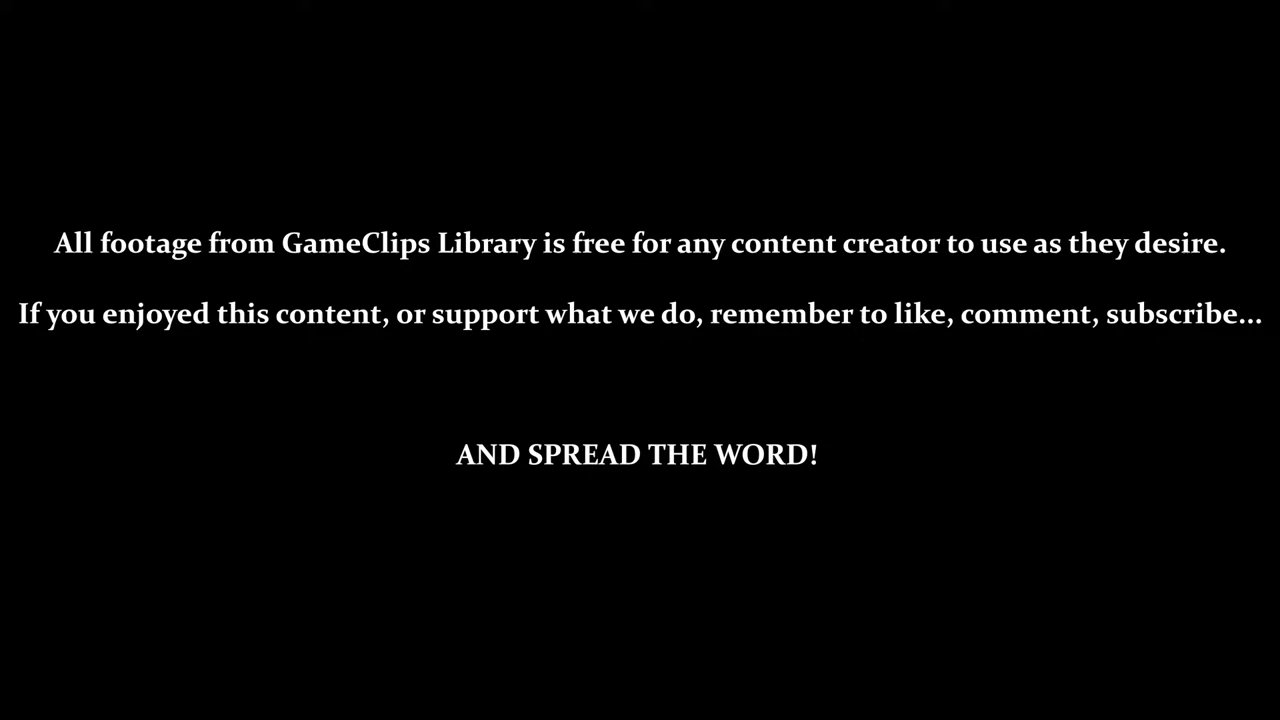 All footage from GameClips Library is free for any content creator to use as they desire.
If you enjoyed this content, or support what we do, remember to like, comment, subscribe...
AND SPREAD THE WORD!